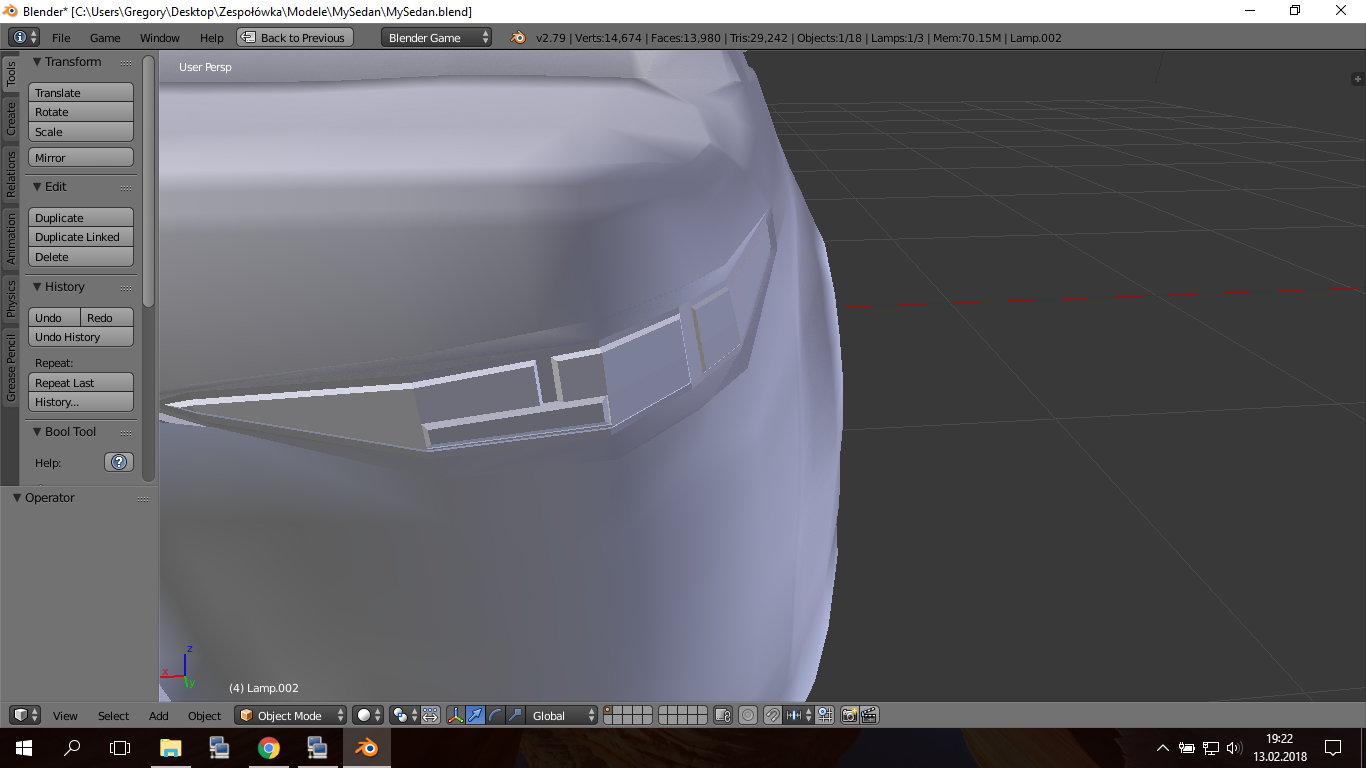 Blender* [C:\Users\Gregory\Desktop\Zespołówka\Modele\MySedan\MySedan.blend]
File Game Window Help Back to Previous Blender Game v2.79 | Verts:14,674 | Faces:13,980 | Tris:29,242 | Objects:1/18 | Lamps:1/3 | Mem:70.15M | Lamp.002
Tools
Create
Relations
Animation
Physics
Grease Pencil
Transform
Translate
Rotate
Scale
Mirror
Edit
Duplicate
Duplicate Linked
Delete
History
Undo Redo
Undo History
Repeat:
Repeat Last
History...
Bool Tool
Help:
Operator
User Persp
z
x
y
(4) Lamp.002
View Select Add Object Object Mode Global
19:22
13.02.2018